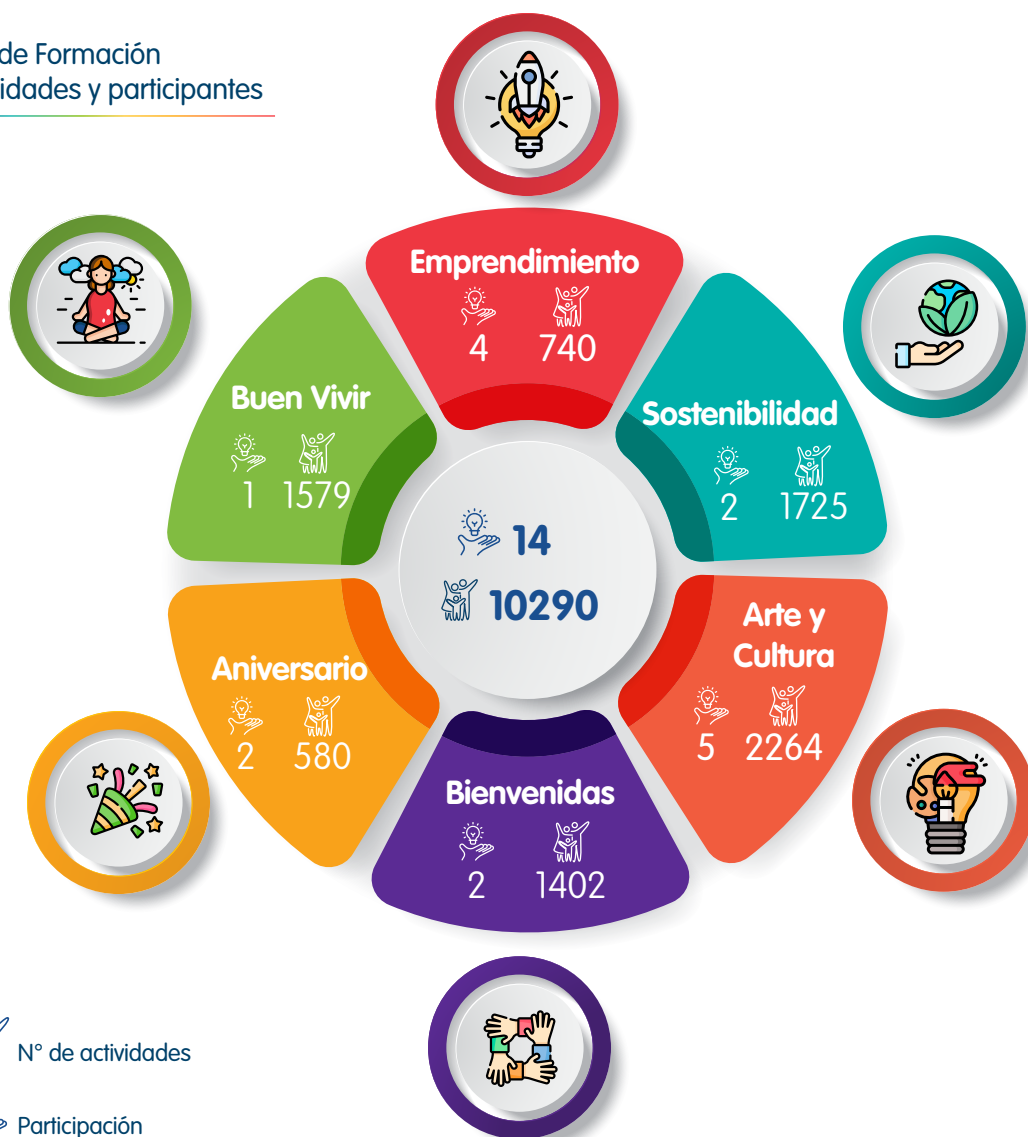 de Formación
idades y participantes
Emprendimiento
4 740
Buen Vivir
1 1579
Sostenibilidad
2 1725
14
10290
Arte y
Cultura
5 2264
Aniversario
2 580
Bienvenidas
2 1402
N° de actividades
Participación